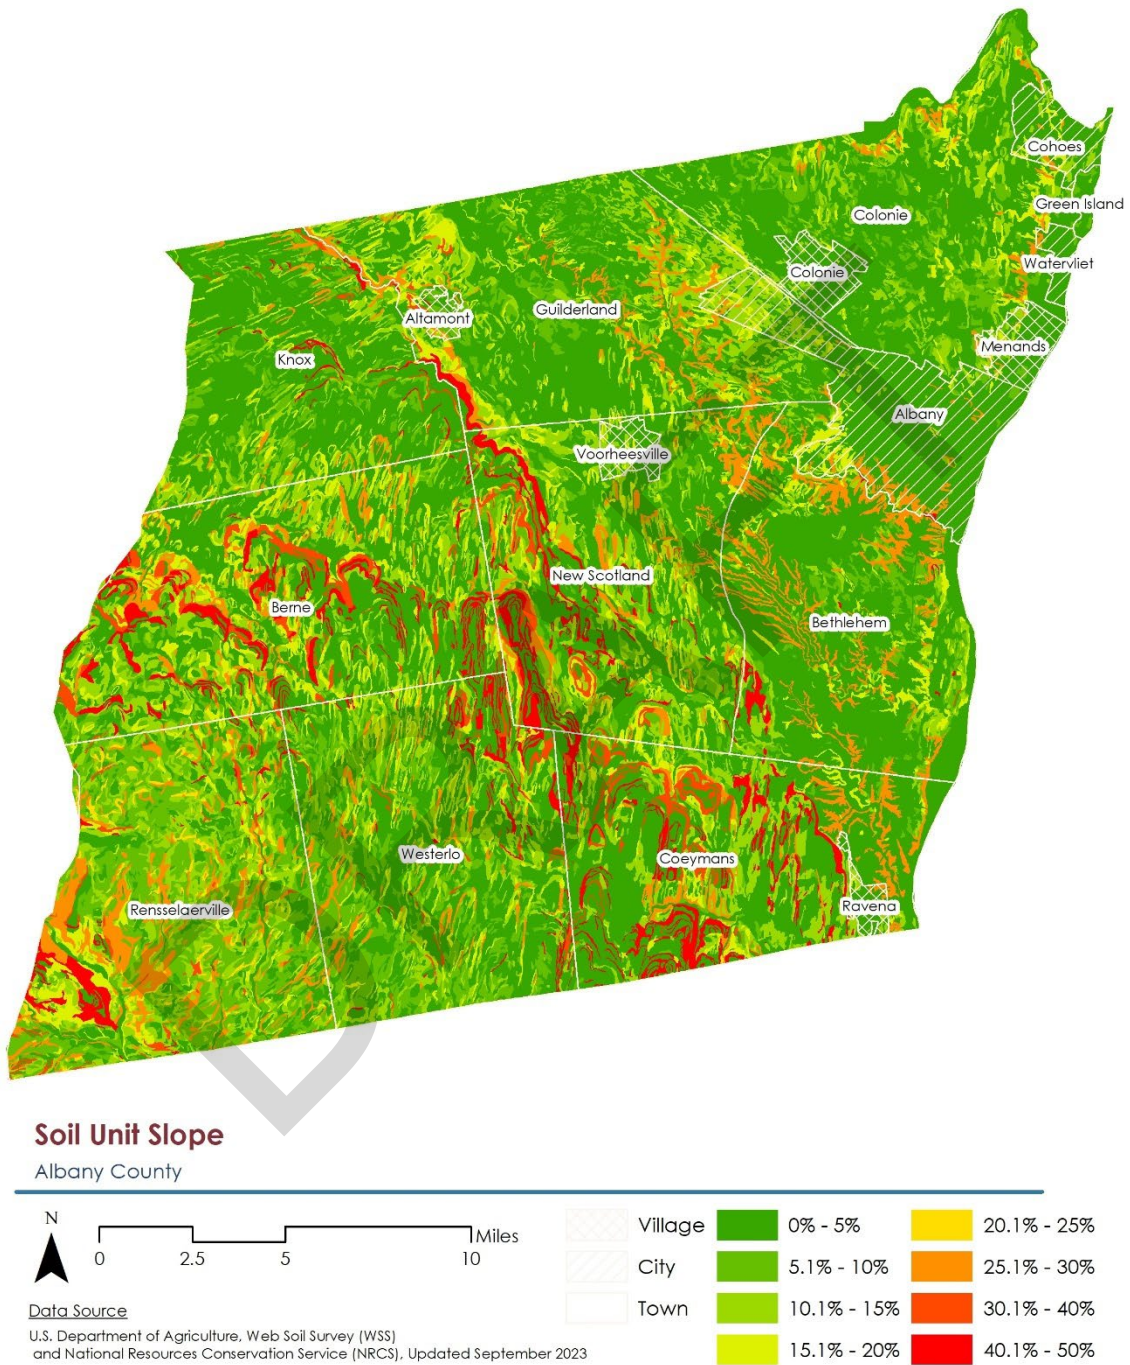 Cohoes
Green Island
Colonie
Watervliet
Colonie
Altamont
Guilderland
Menands
Knox
Albany
Voorheesville
New Scotland
Berne
Bethlehem
Westerlo
Coeymans
Rensselaerville
Ravena
Soil Unit Slope
Albany County
N
Miles
0 2.5 5 10
Data Source
U.S. Department of Agriculture, Web Soil Survey (WSS)
and National Resources Conservation Service (NRCS), Updated September 2023
Village
City
Town
0% - 5%
5.1% - 10%
10.1% - 15%
15.1% - 20%
20.1% - 25%
25.1% - 30%
30.1% - 40%
40.1% - 50%